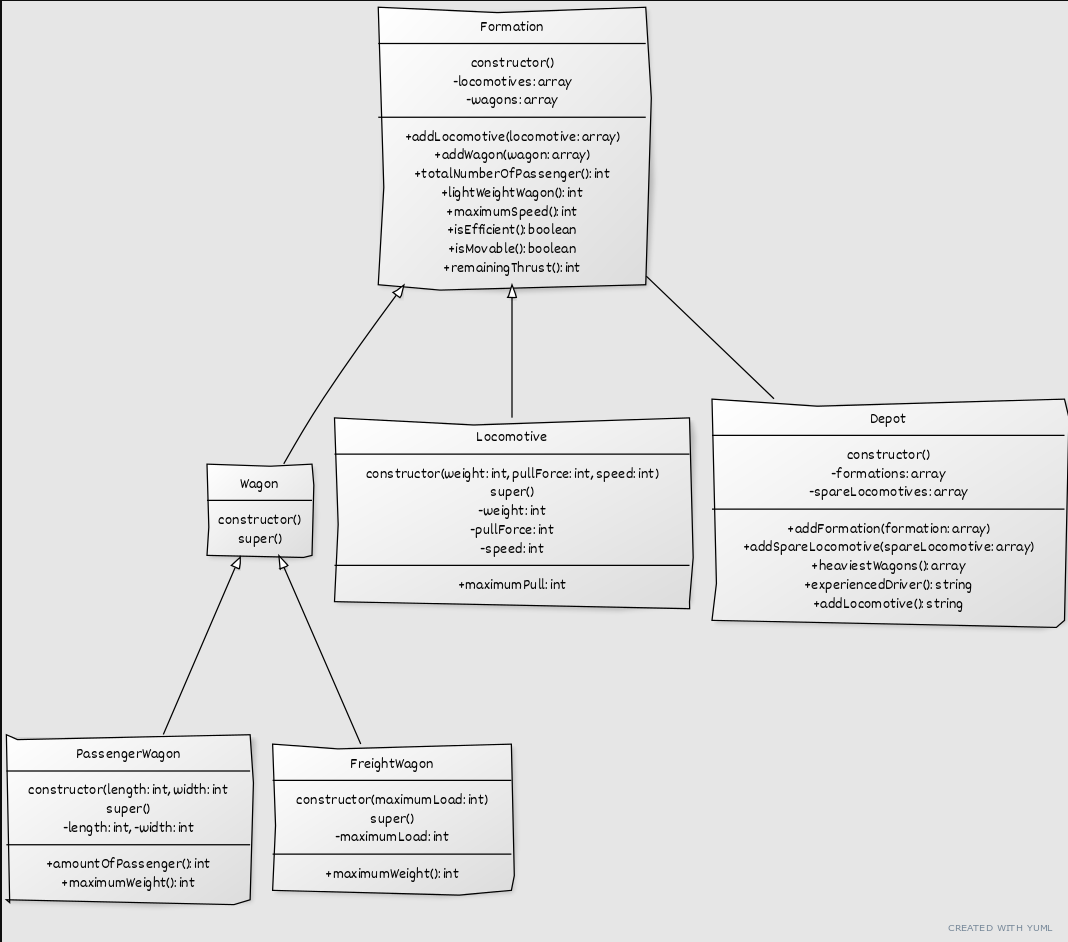 Formation
constructor()
-locomotives: array
-wagons: array
+addLocomotive(locomotive: array)
+addWagon(wagon: array)
+totalNumberOfPassenger(): int
+lightWeightWagon(): int
+maximumSpeed(): int
+isEfficient(): boolean
+isMovable(): boolean
+remainingThrust(): int
Wagon
constructor()
super()
Locomotive
constructor(weight: int, pullForce: int, speed: int)
super()
-weight: int
-pullForce: int
-speed: int
+maximumPull: int
Depot
constructor()
-formations: array
-spareLocomotives: array
+addFormation(formation: array)
+addSpareLocomotive(spareLocomotive: array)
+heaviestWagons(): array
+experiencedDriver(): string
+addLocomotive(): string
PassengerWagon
constructor(length: int, width: int
super()
-length: int, -width: int
+amountOfPassenger(): int
+maximumWeight(): int
FreightWagon
constructor(maximumLoad: int)
super()
-maximumLoad: int
+maximumWeight(): int
CREATED WITH YUML